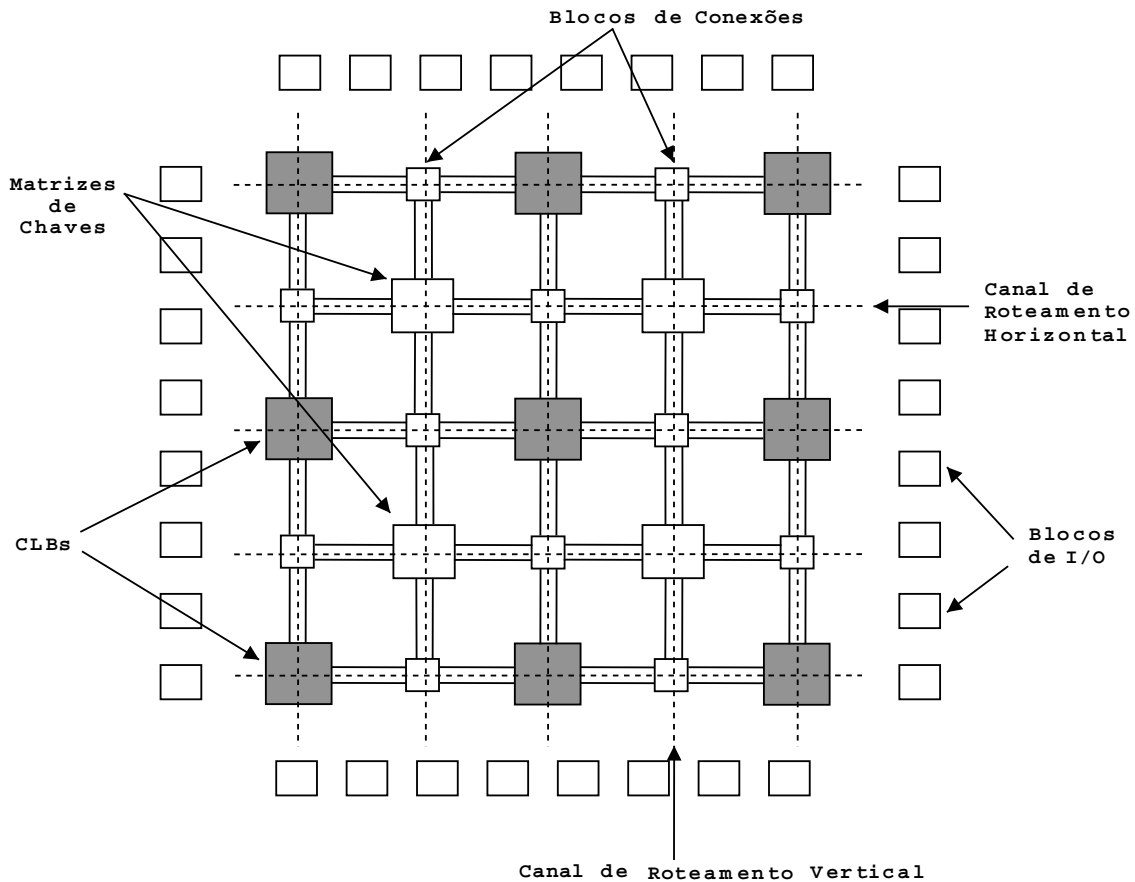 Blocos de Conexões
Matrizes
de
Chaves
Canal de
Roteamento
Horizontal
CLBs
Blocos
de I/O
Canal de Roteamento Vertical